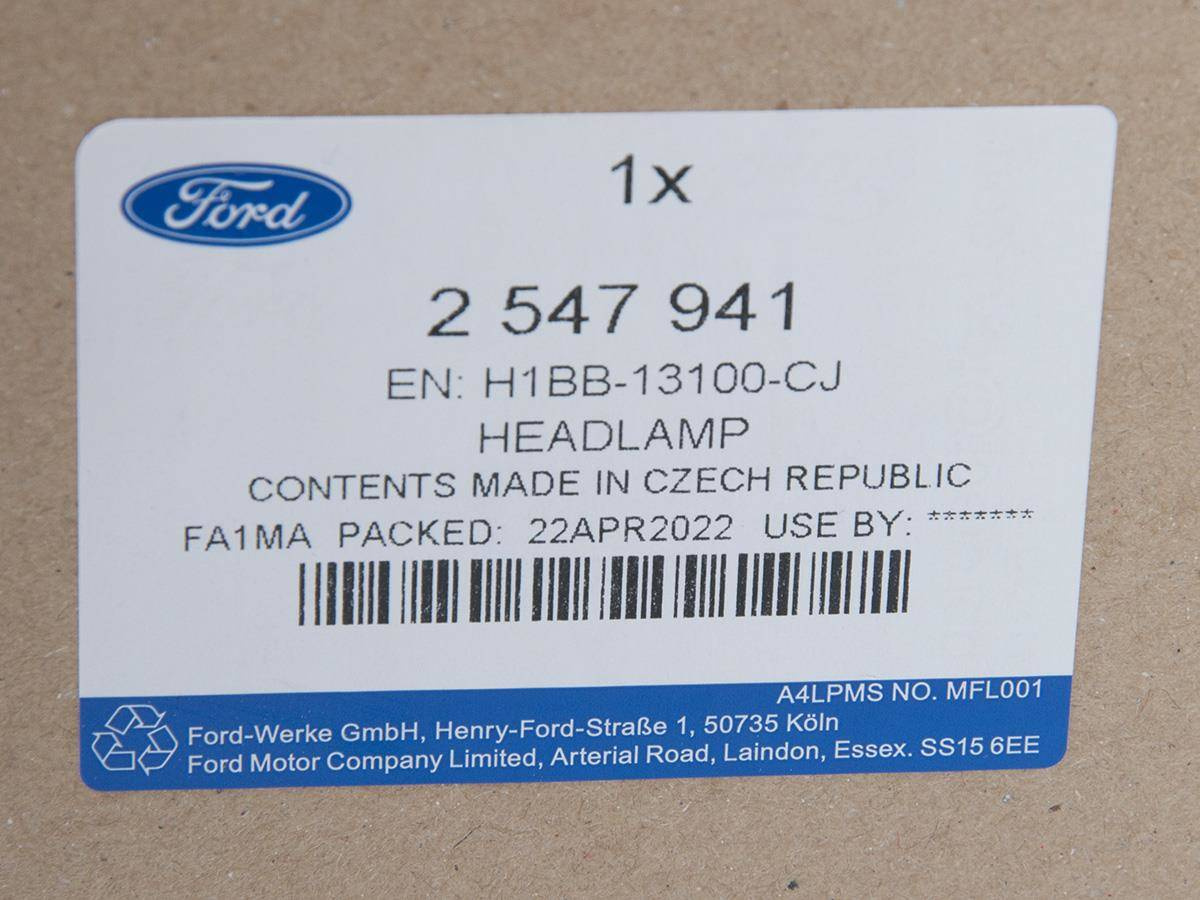 Ford
1x
2 547 941
EN: H1BB-13100-CJ
HEADLAMP
CONTENTS MADE IN CZECH REPUBLIC
FA1MA PACKED: 22APR2022 USE BY: *******
A4LPMS NO. MFL001
Ford-Werke GmbH, Henry-Ford-Straße 1, 50735 Köln
Ford Motor Company Limited, Arterial Road, Laindon, Essex. SS15 6EE